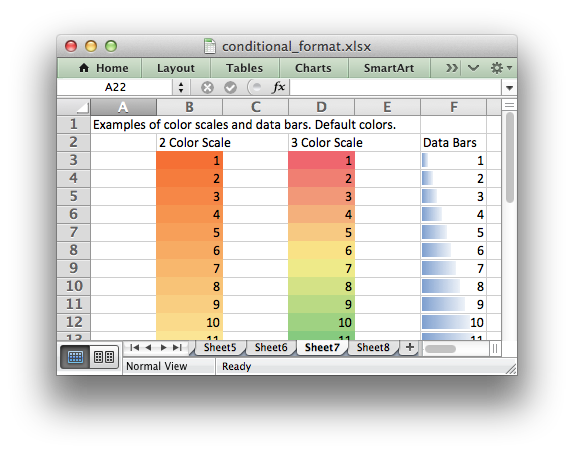 conditional_format.xlsx
Home Layout Tables Charts SmartArt
A22 fx
A B C D E F
1 Examples of color scales and data bars. Default colors.
2 2 Color Scale 3 Color Scale Data Bars
3 1 1 1
4 2 2 2
5 3 3 3
6 4 4 4
7 5 5 5
8 6 6 6
9 7 7 7
10 8 8 8
11 9 9 9
12 10 10 10
13 11 11 11
Sheet5 Sheet6 Sheet7 Sheet8
Normal View Ready